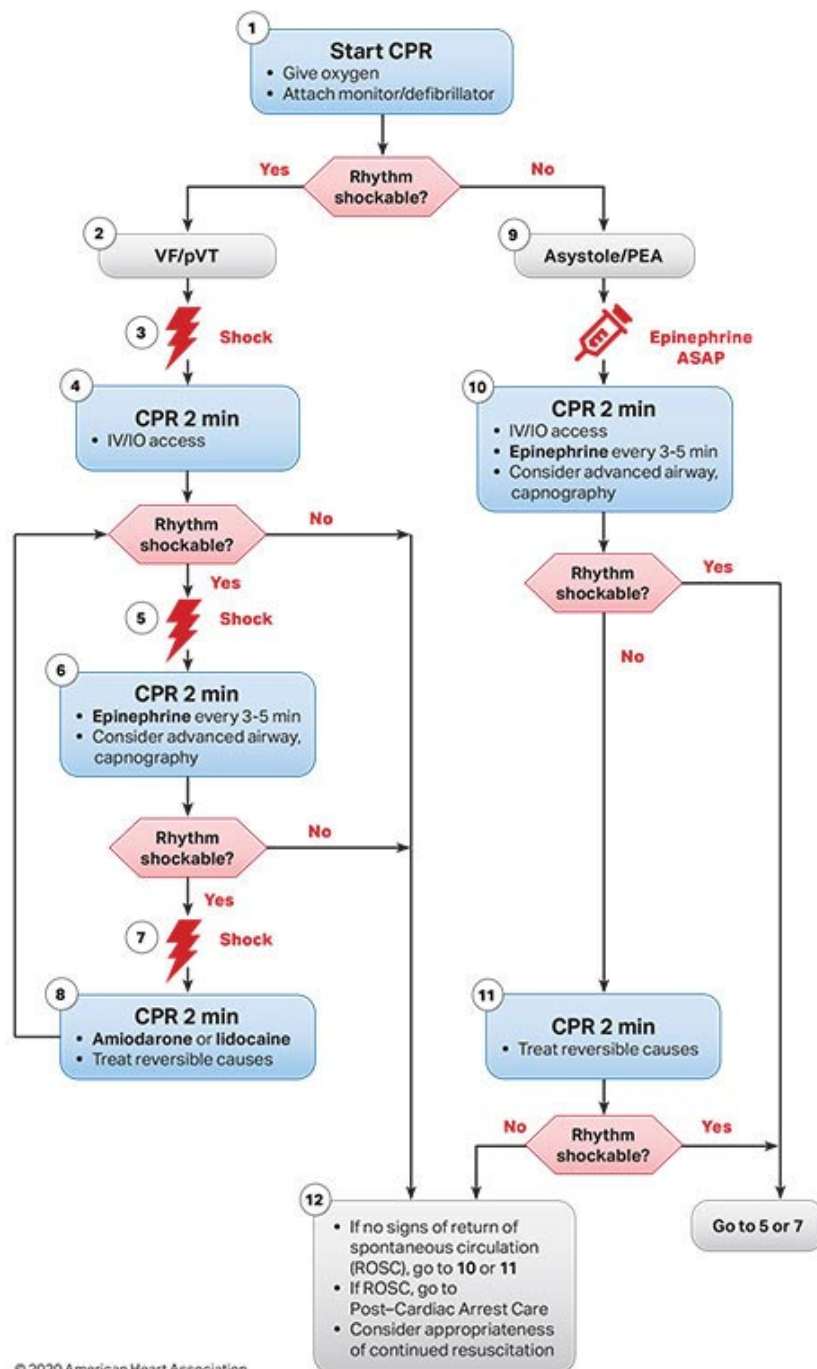 1
Start CPR
• Give oxygen
• Attach monitor/defibrillator
Rhythm
shockable?
Yes
No
2
VF/pVT
3
Shock
4
CPR 2 min
• IV/IO access
Rhythm
shockable?
No
Yes
5
Shock
6
CPR 2 min
• Epinephrine every 3-5 min
• Consider advanced airway,
capnography
Rhythm
shockable?
No
Yes
7
Shock
8
CPR 2 min
• Amiodarone or lidocaine
• Treat reversible causes
9
Asystole/PEA
Epinephrine
ASAP
10
CPR 2 min
• IV/IO access
• Epinephrine every 3-5 min
• Consider advanced airway,
capnography
Rhythm
shockable?
Yes
No
11
CPR 2 min
• Treat reversible causes
Rhythm
shockable?
No
Yes
12
• If no signs of return of
spontaneous circulation
(ROSC), go to 10 or 11
• If ROSC, go to
Post–Cardiac Arrest Care
• Consider appropriateness
of continued resuscitation
Go to 5 or 7
© 2020 American Heart Association